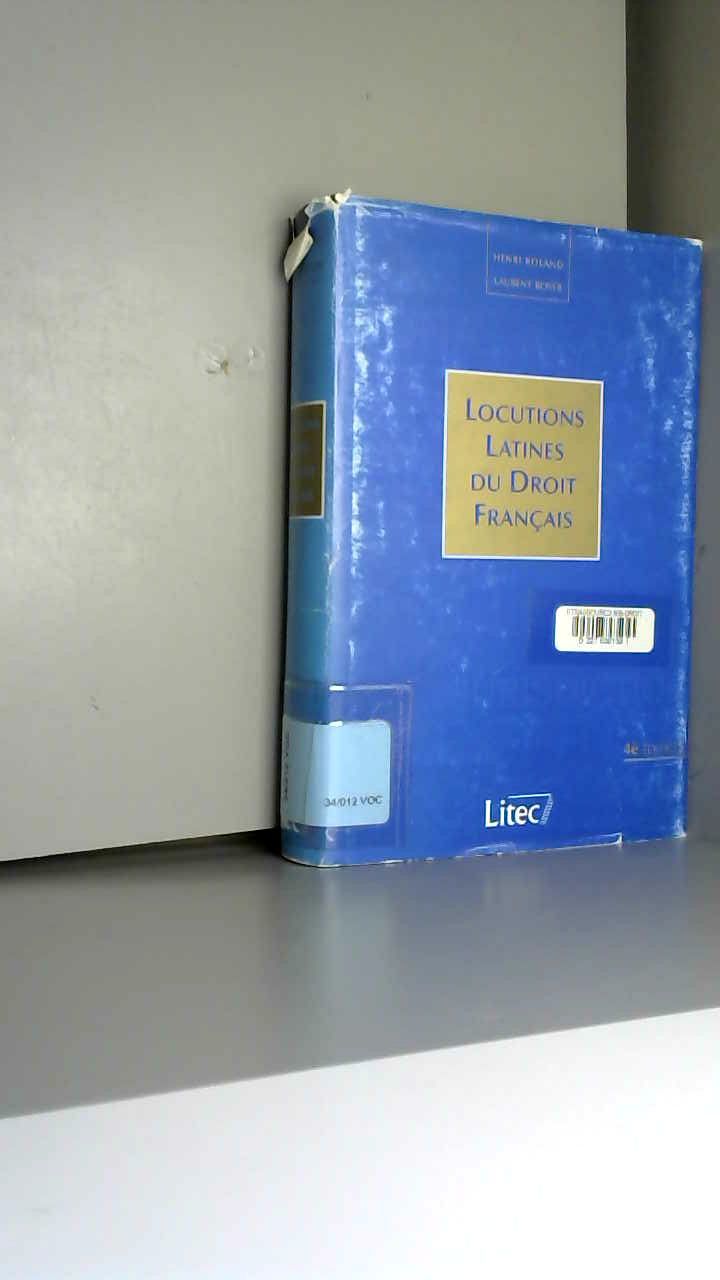 HENRI ROLAND
LAURENT BOYER
LOCUTIONS
LATINES
DU DROIT
FRANÇAIS
4e
Litec
34/012 VOC